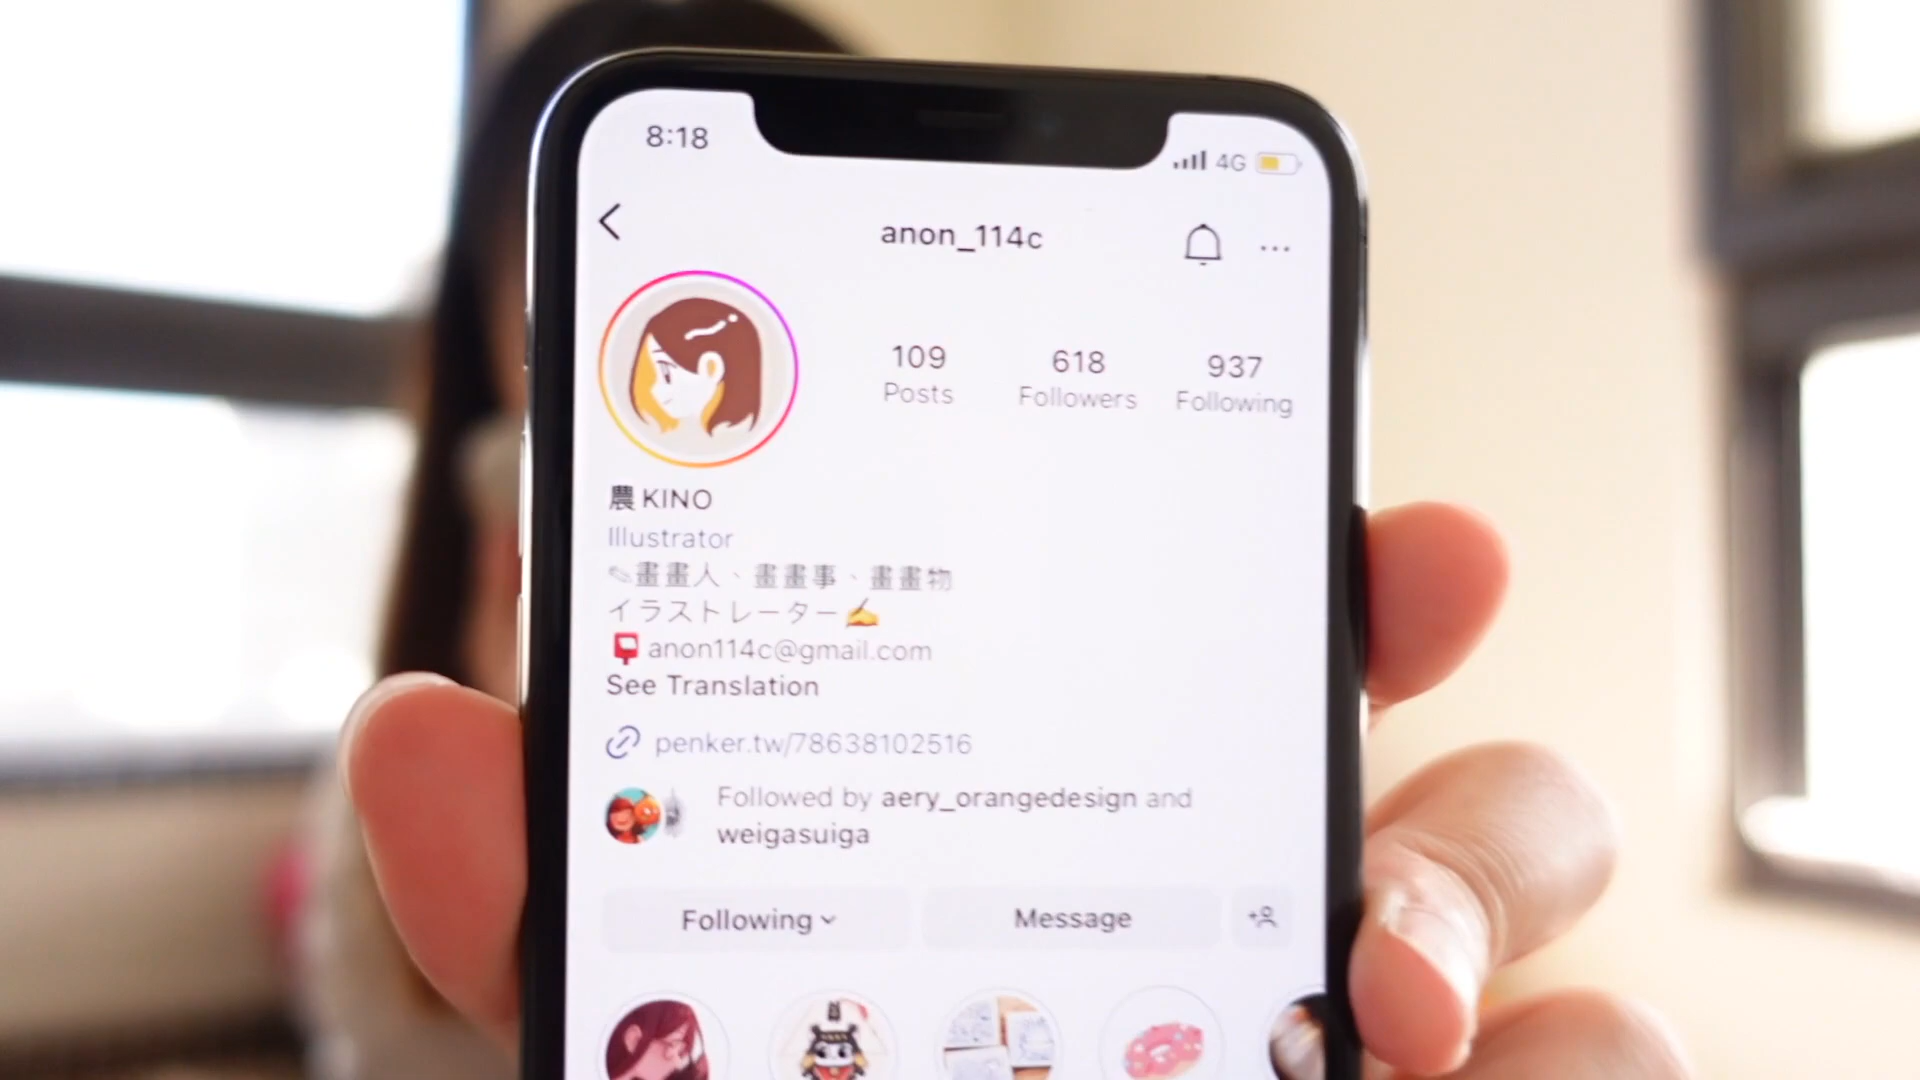 8:18
4G
anon_114c
109 618 937
Posts Followers Following
農 KINO
Illustrator
✎畫畫人、畫畫事、畫畫物
イラストレーター✍
📮anon114c@gmail.com
See Translation
penker.tw/78638102516
Followed by aery_orangedesign and
weigasuiga
Following Message